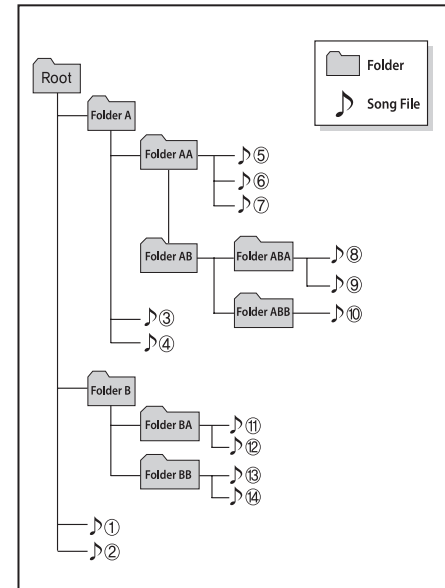 Root
Folder
Song File
Folder A
Folder AA
♪⑤
♪⑥
♪⑦
Folder AB
Folder ABA
♪⑧
♪⑨
Folder ABB
♪⑩
♪③
♪④
Folder B
Folder BA
♪⑪
♪⑫
Folder BB
♪⑬
♪⑭
♪①
♪②